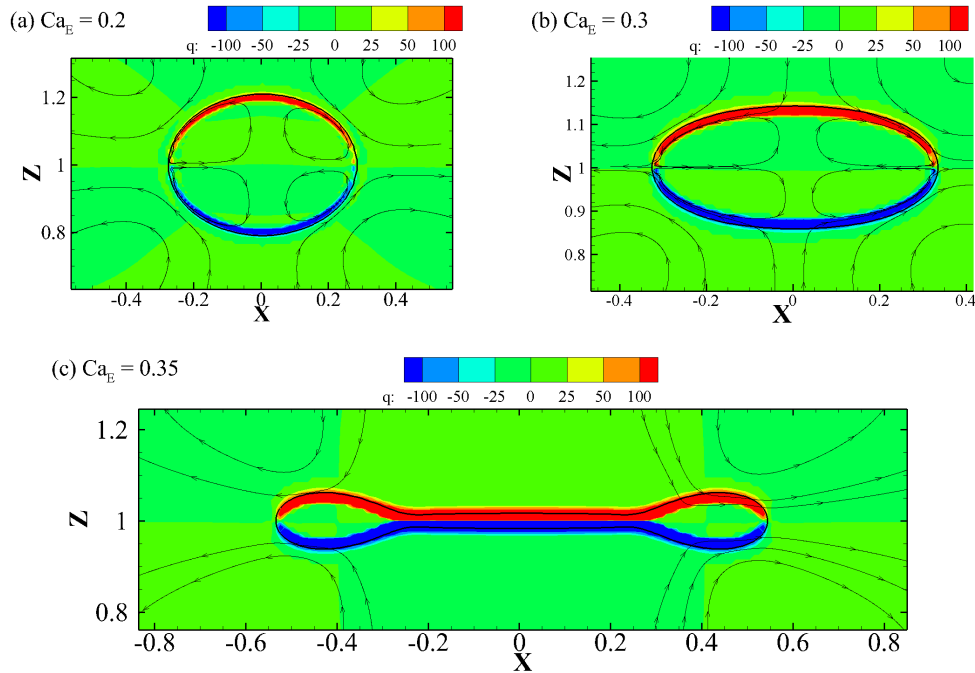 (a) Ca_E = 0.2
q: -100 -50 -25 0 25 50 100
Z
1.2
1
0.8
-0.4 -0.2 0 0.2 0.4
X
(b) Ca_E = 0.3
q: -100 -50 -25 0 25 50 100
Z
1.2
1.1
1
0.9
0.8
-0.4 -0.2 0 0.2 0.4
X
(c) Ca_E = 0.35
q: -100 -50 -25 0 25 50 100
Z
1.2
1
0.8
-0.8 -0.6 -0.4 -0.2 0 0.2 0.4 0.6 0.8
X